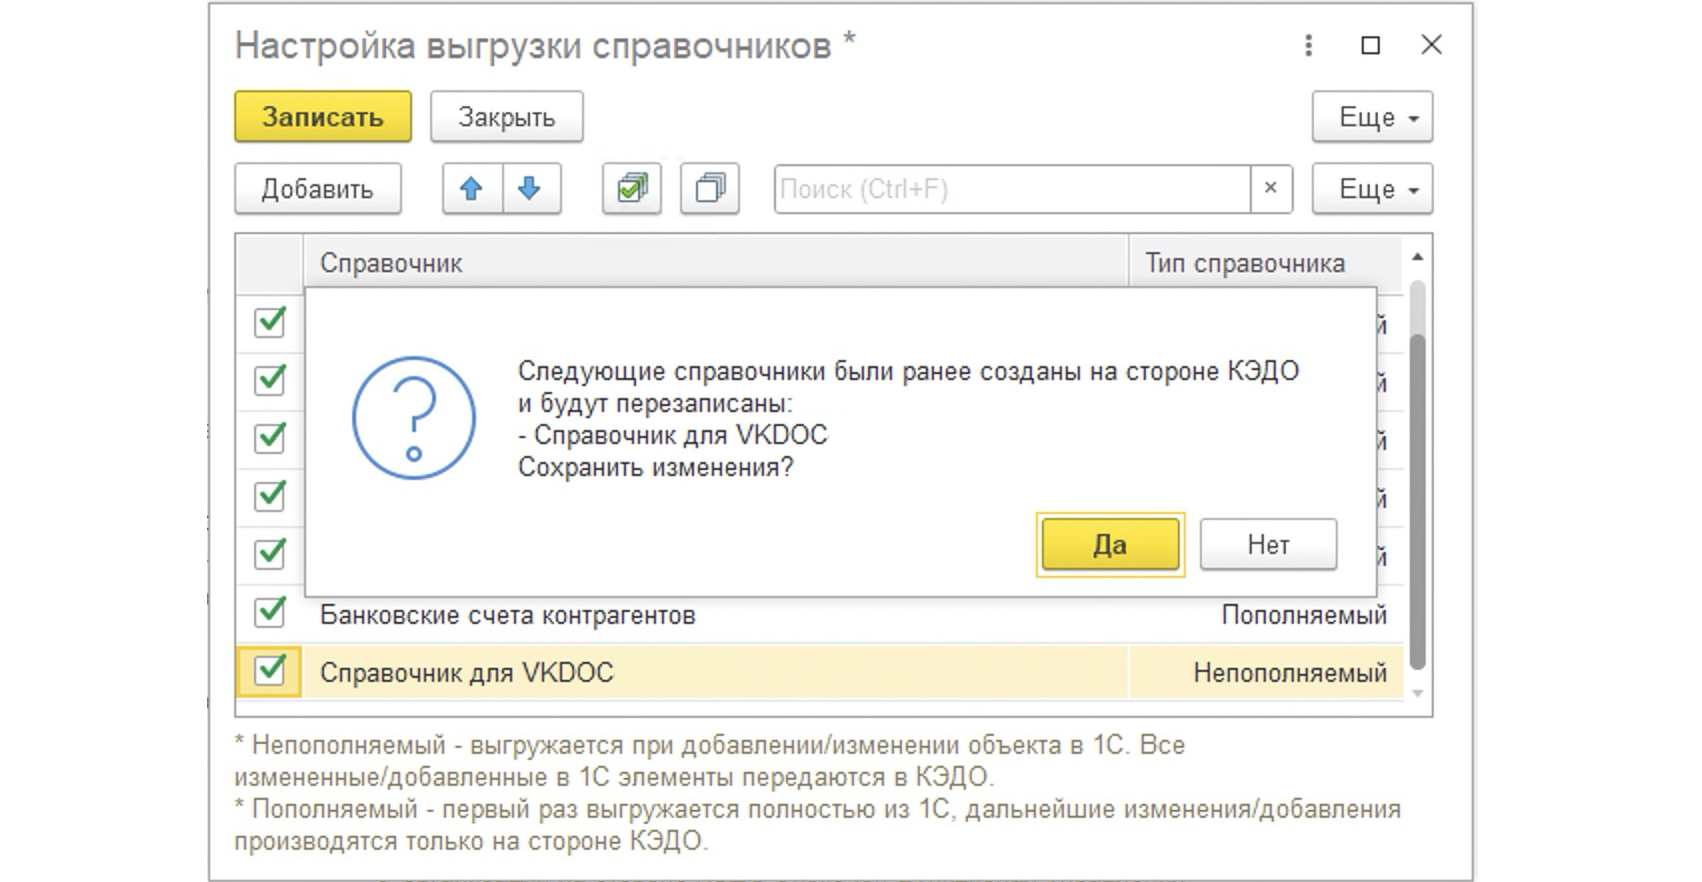 Настройка выгрузки справочников *
Записать Закрыть Еще
Добавить Поиск (Ctrl+F) × Еще
Справочник Тип справочника
Следующие справочники были ранее созданы на стороне КЭДО
и будут перезаписаны:
- Справочник для VKDOC
Сохранить изменения?
Да Нет
Банковские счета контрагентов Пополняемый
Справочник для VKDOC Непополняемый
* Непополняемый - выгружается при добавлении/изменении объекта в 1С. Все
измененные/добавленные в 1С элементы передаются в КЭДО.
* Пополняемый - первый раз выгружается полностью из 1С, дальнейшие изменения/добавления
производятся только на стороне КЭДО.